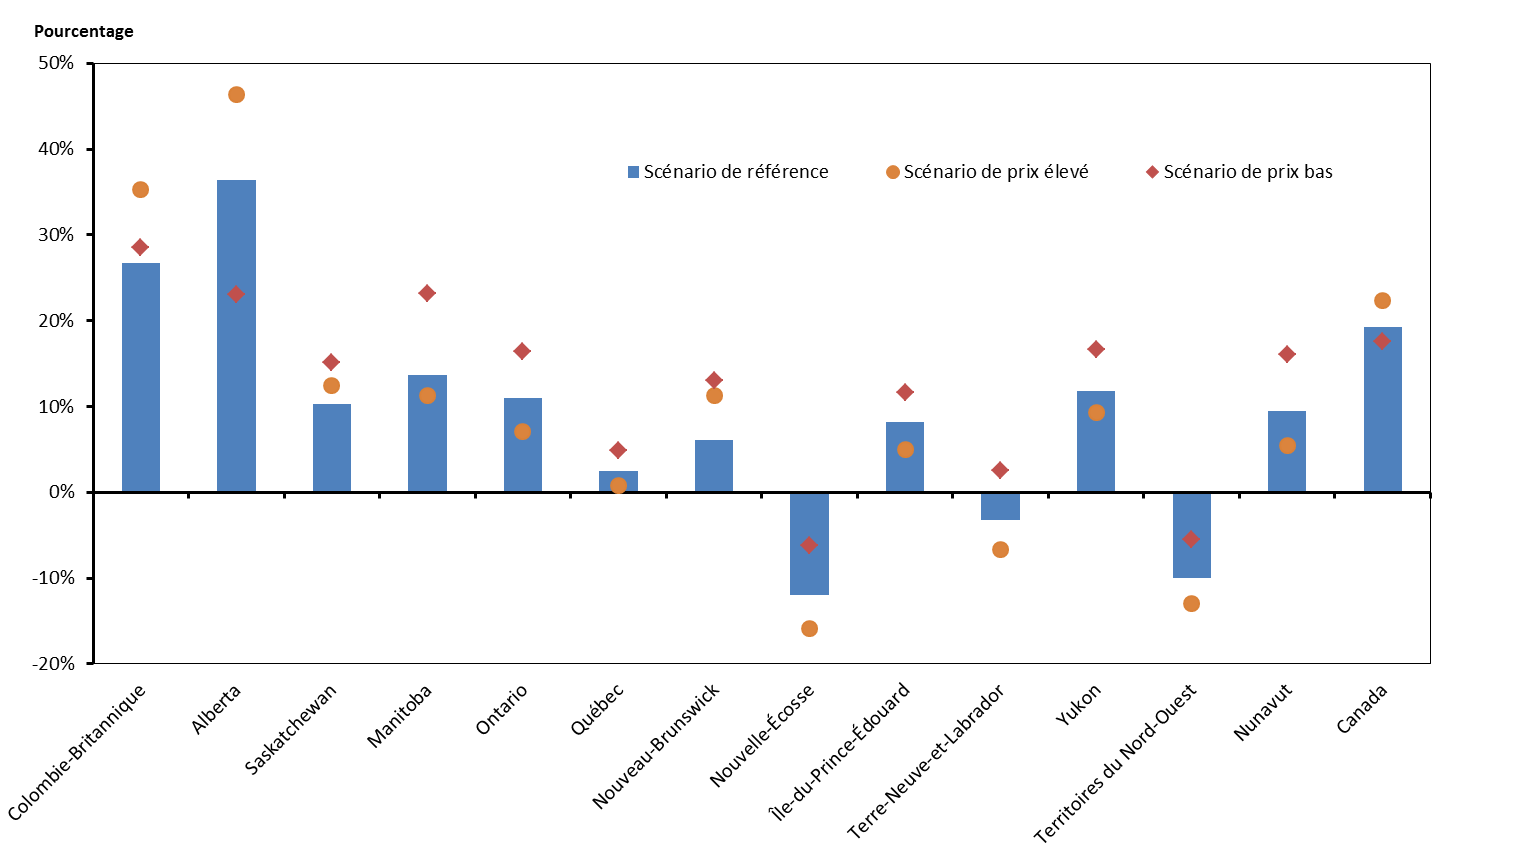 Pourcentage
50%
40%
30%
20%
10%
0%
-10%
-20%
Scénario de référence
Scénario de prix élevé
Scénario de prix bas
Colombie-Britannique
Alberta
Saskatchewan
Manitoba
Ontario
Québec
Nouveau-Brunswick
Nouvelle-Écosse
Île-du-Prince-Édouard
Terre-Neuve-et-Labrador
Yukon
Territoires du Nord-Ouest
Nunavut
Canada